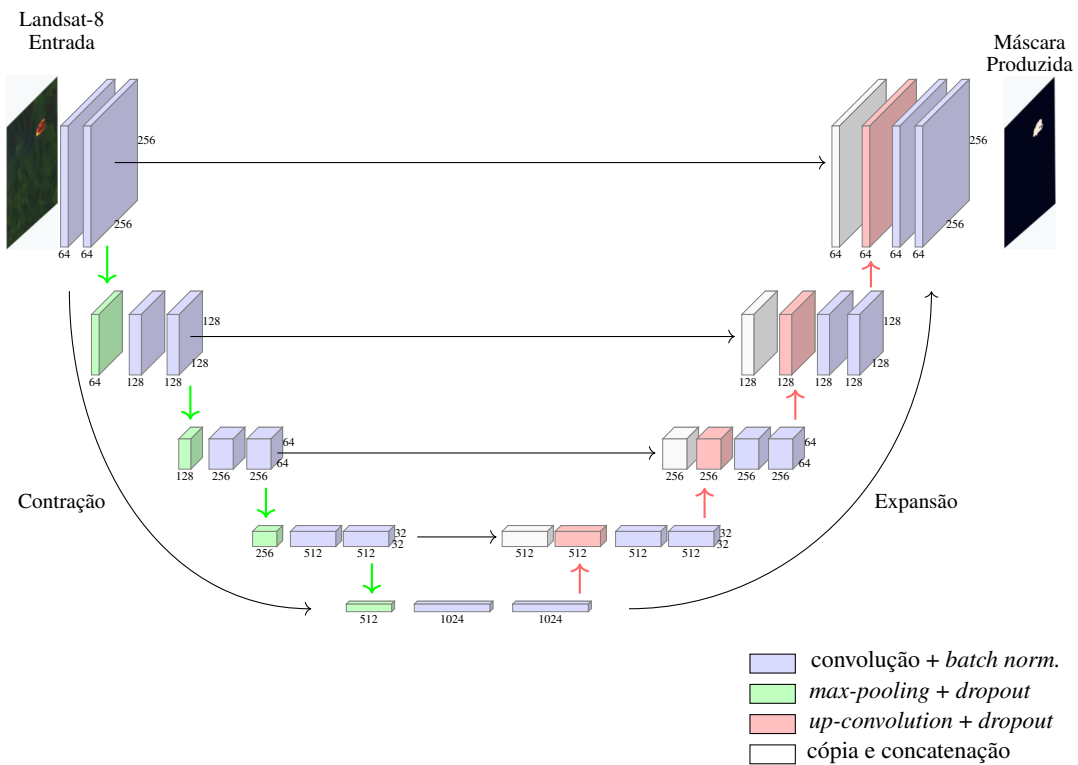 Landsat-8
Entrada
Máscara
Produzida
256
256
64 64
256
256
64 64 64 64
128
128
64 128 128
128
128
128 128 128 128
64
64
128 256 256
64
64
256 256 256 256
Contração
Expansão
32
32
256 512 512
32
32
512 512 512 512
512 1024 1024
convolução + batch norm.
max-pooling + dropout
up-convolution + dropout
cópia e concatenação